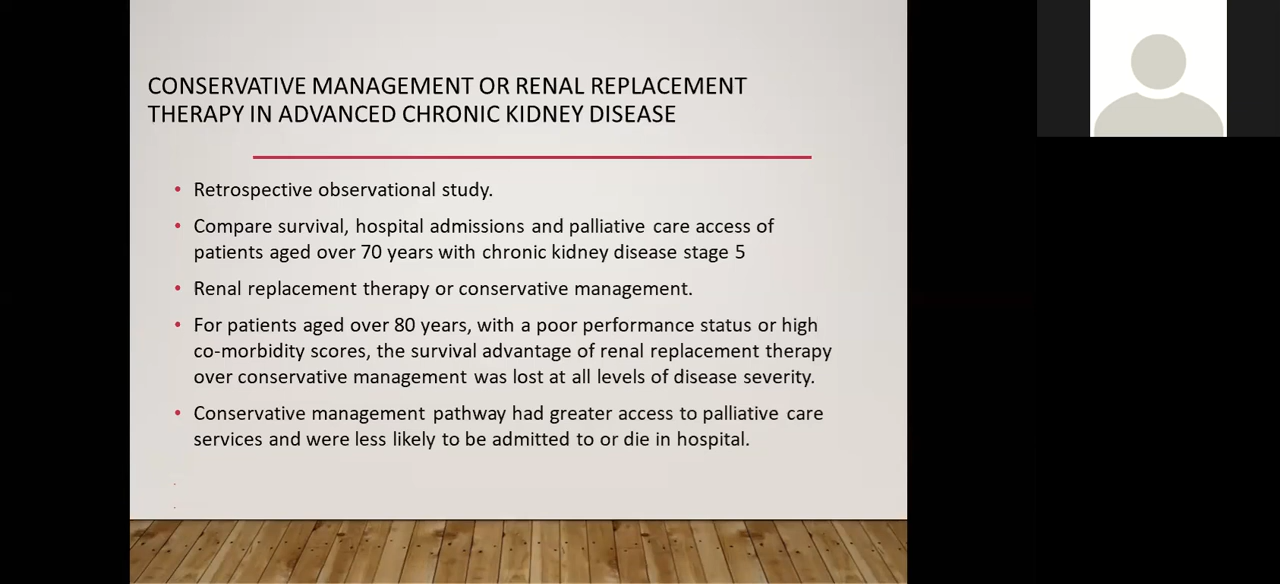 CONSERVATIVE MANAGEMENT OR RENAL REPLACEMENT
THERAPY IN ADVANCED CHRONIC KIDNEY DISEASE
• Retrospective observational study.
• Compare survival, hospital admissions and palliative care access of
patients aged over 70 years with chronic kidney disease stage 5
• Renal replacement therapy or conservative management.
• For patients aged over 80 years, with a poor performance status or high
co-morbidity scores, the survival advantage of renal replacement therapy
over conservative management was lost at all levels of disease severity.
• Conservative management pathway had greater access to palliative care
services and were less likely to be admitted to or die in hospital.